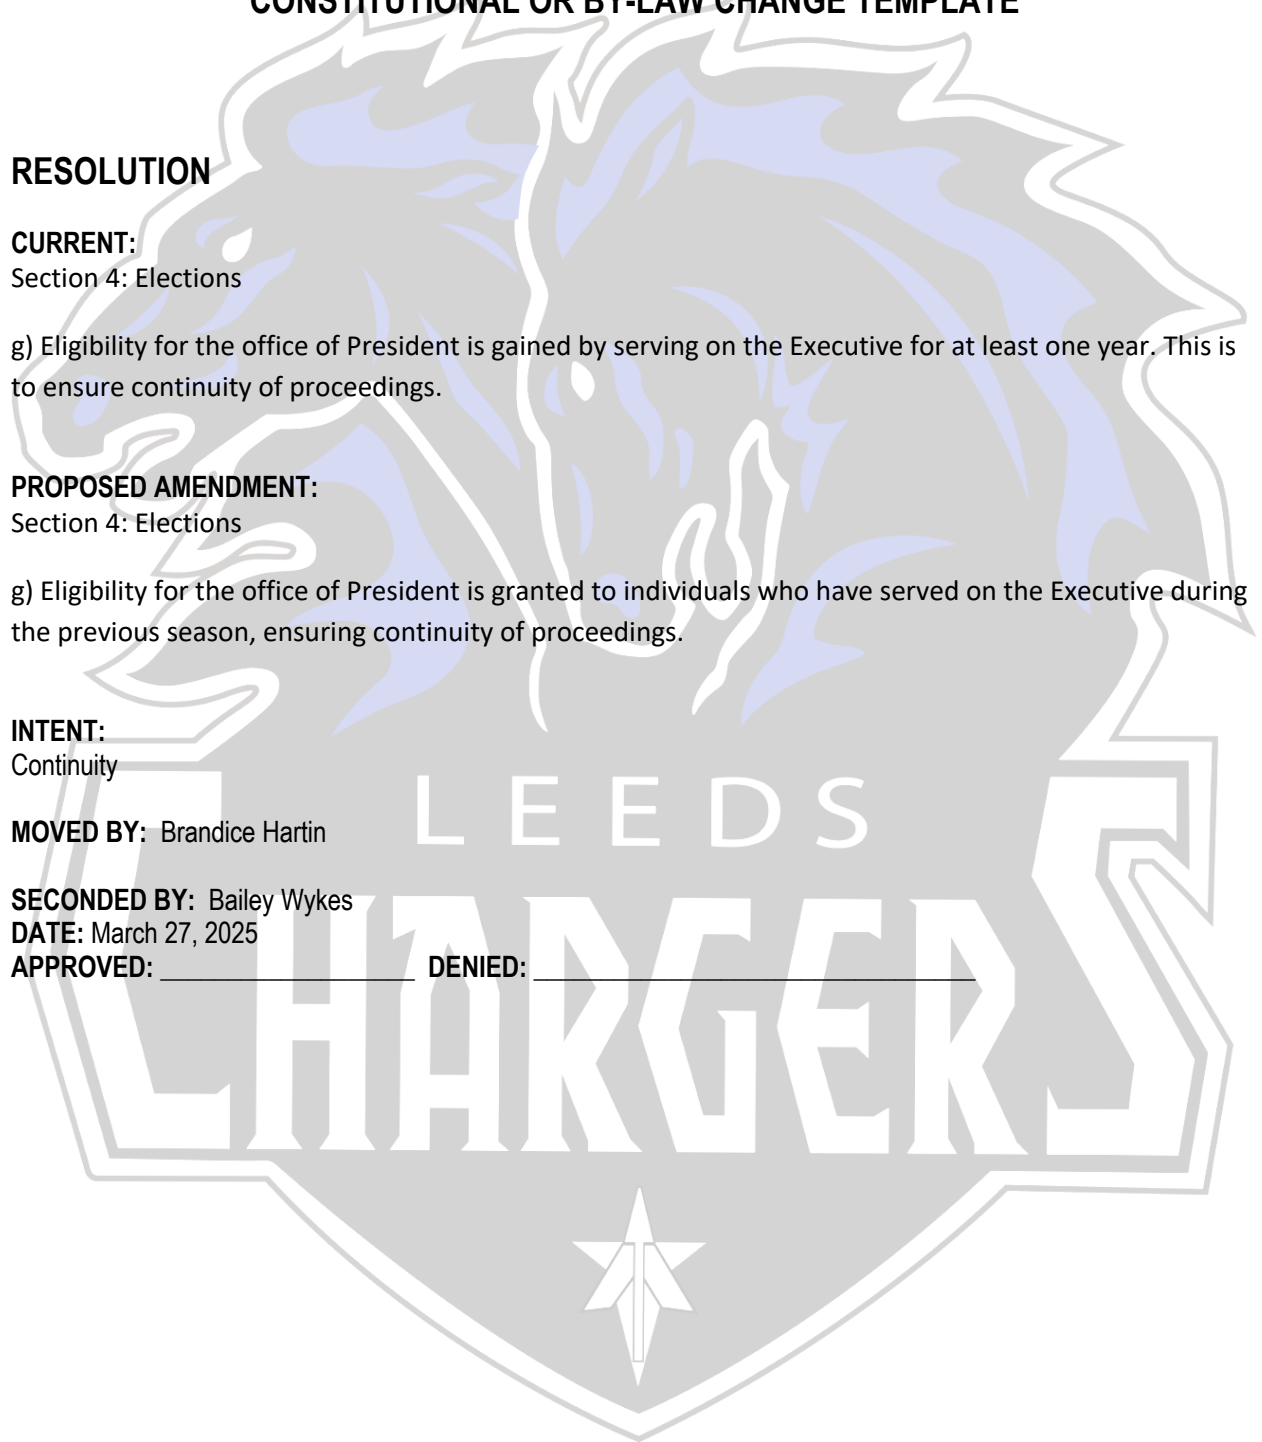 CONSTITUTIONAL OR BY-LAW CHANGE TEMPLATE
RESOLUTION
CURRENT:
Section 4: Elections
g) Eligibility for the office of President is gained by serving on the Executive for at least one year. This is
to ensure continuity of proceedings.
PROPOSED AMENDMENT:
Section 4: Elections
g) Eligibility for the office of President is granted to individuals who have served on the Executive during
the previous season, ensuring continuity of proceedings.
INTENT:
Continuity
MOVED BY: Brandice Hartin
SECONDED BY: Bailey Wykes
DATE: March 27, 2025
APPROVED: __________________ DENIED: _______________________________
LEEDS
CHARGERS